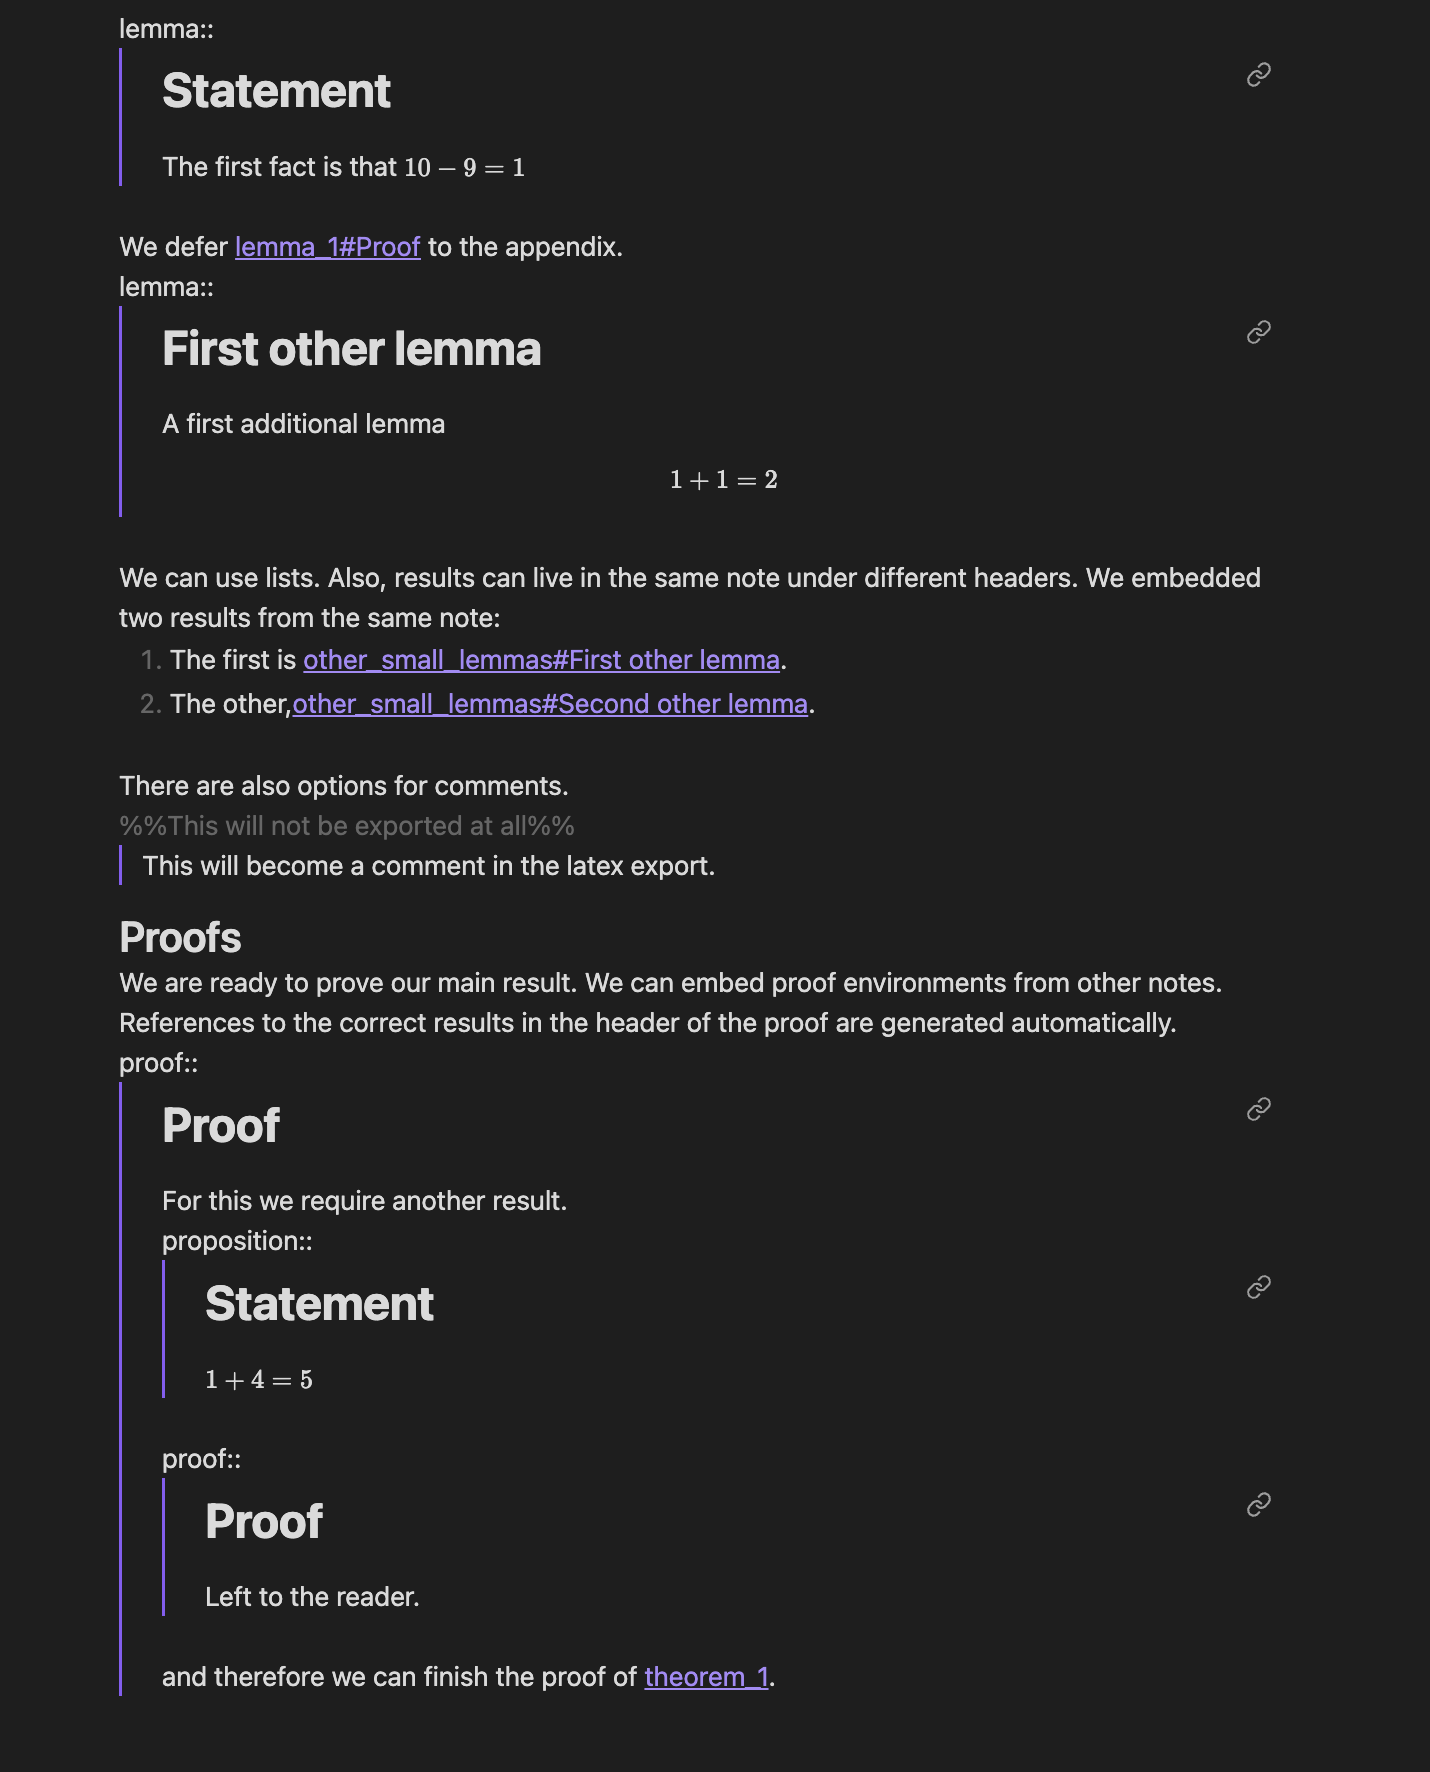 lemma::
Statement
The first fact is that 10 − 9 = 1
We defer lemma_1#Proof to the appendix.
lemma::
First other lemma
A first additional lemma
1 + 1 = 2
We can use lists. Also, results can live in the same note under different headers. We embedded
two results from the same note:
1. The first is other_small_lemmas#First other lemma.
2. The other,other_small_lemmas#Second other lemma.
There are also options for comments.
%%This will not be exported at all%%
This will become a comment in the latex export.
Proofs
We are ready to prove our main result. We can embed proof environments from other notes.
References to the correct results in the header of the proof are generated automatically.
proof::
Proof
For this we require another result.
proposition::
Statement
1 + 4 = 5
proof::
Proof
Left to the reader.
and therefore we can finish the proof of theorem_1.